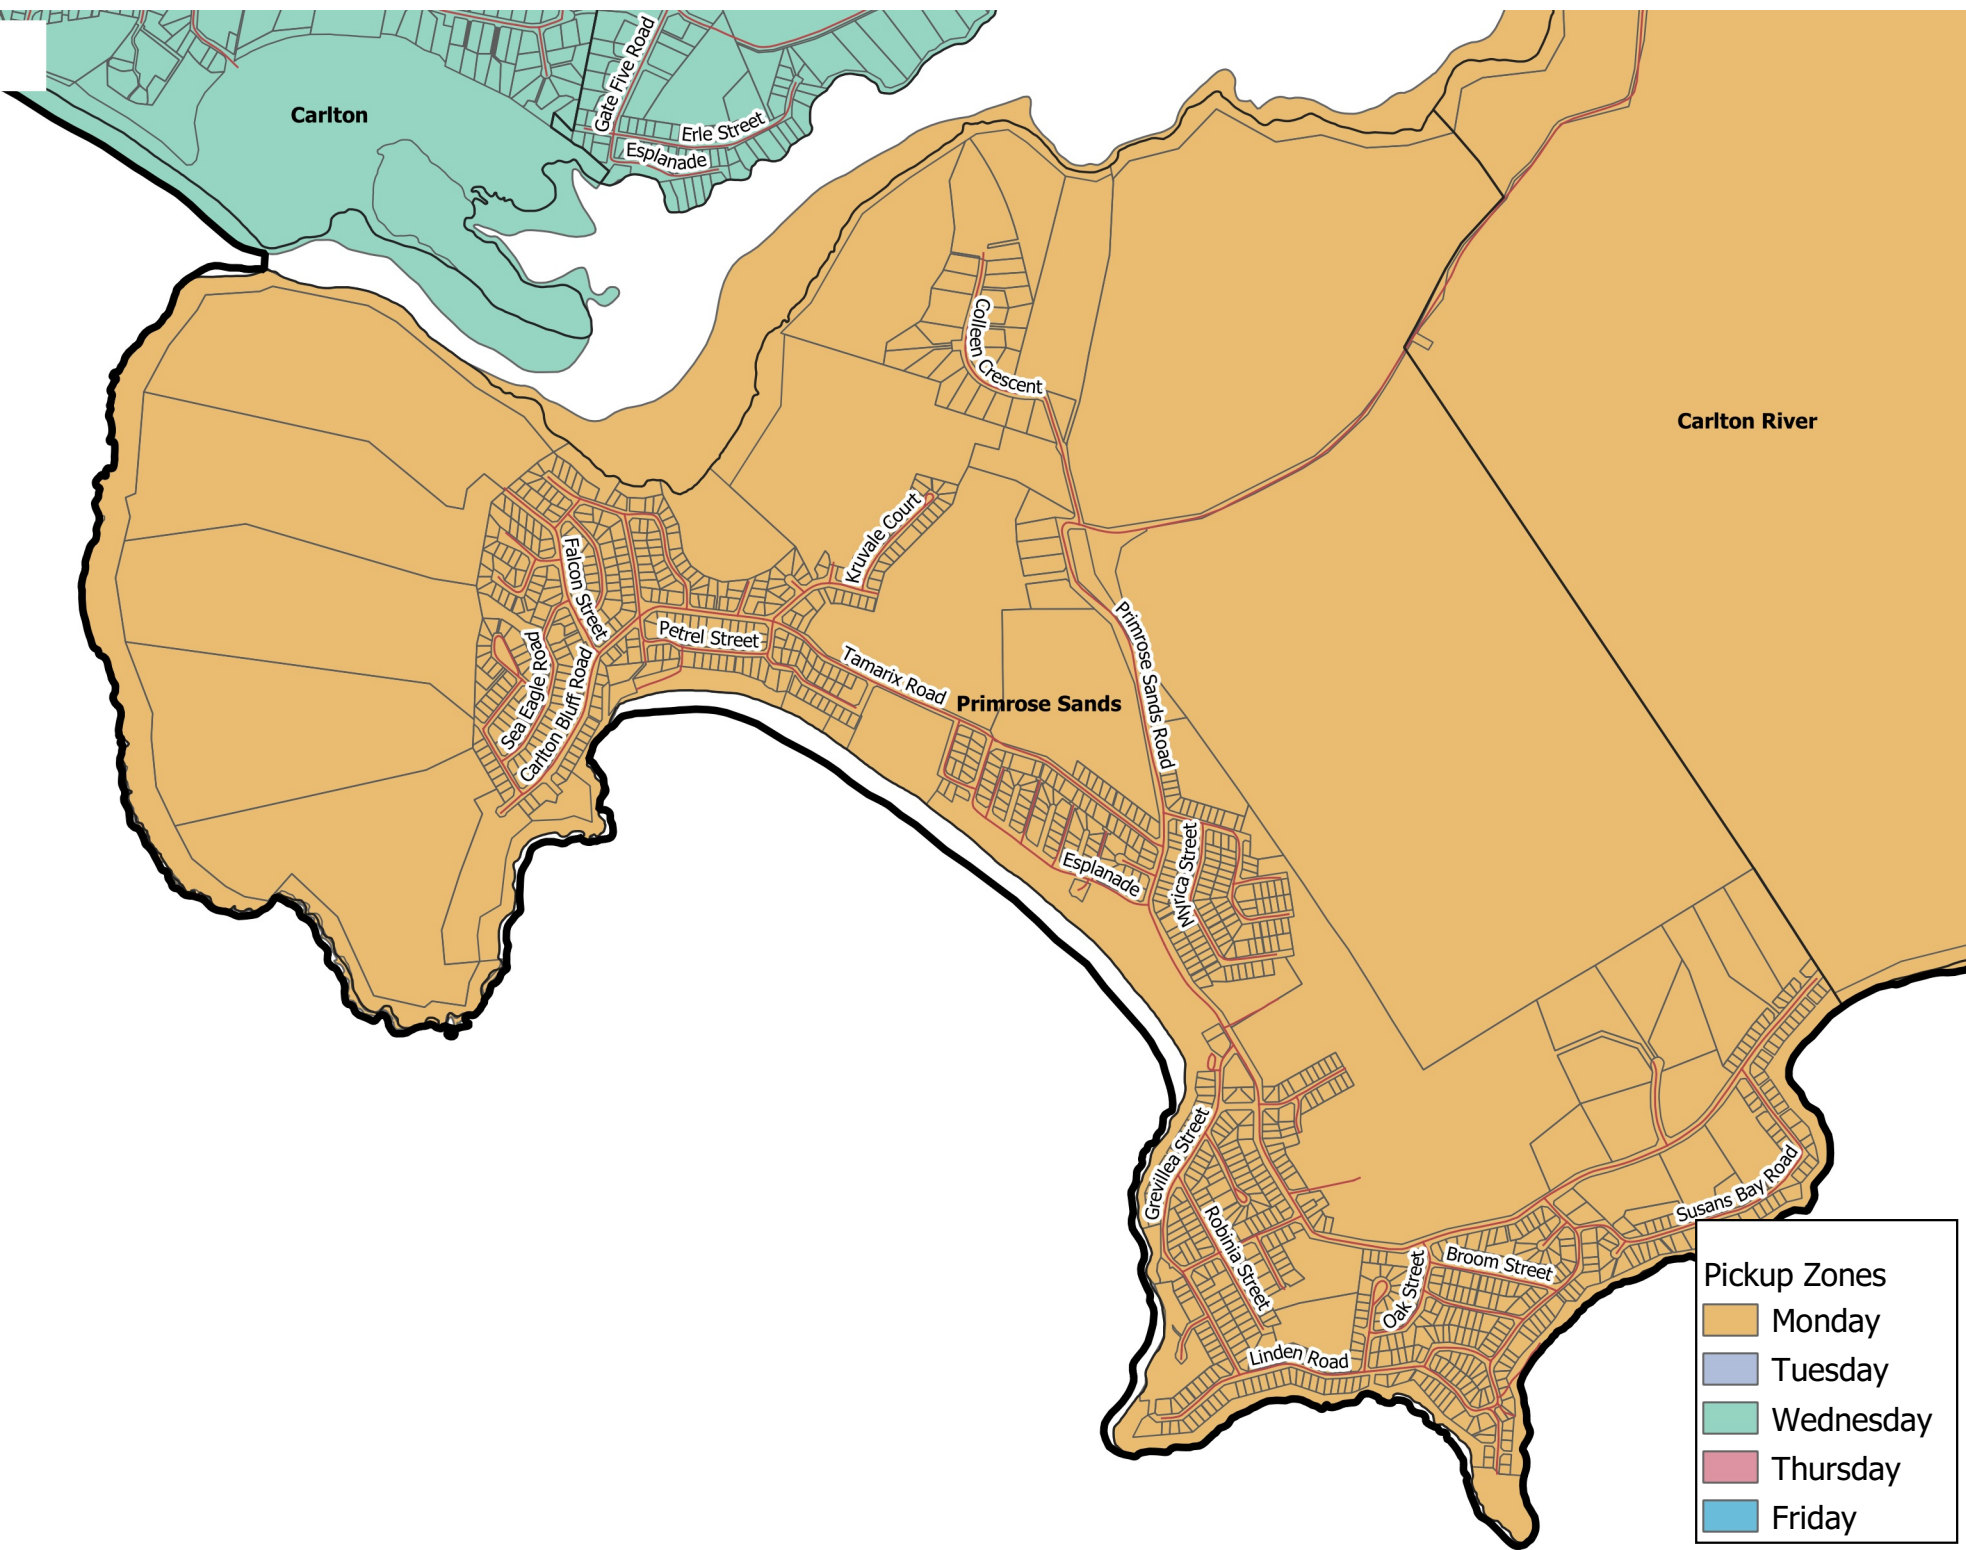 Gate Five Road
Carlton
Erle Street
Esplanade
Colleen Crescent
Carlton River
Kruvale Court
Falcon Street
Petrel Street
Sea Eagle Road
Carlton Bluff Road
Tamarix Road
Primrose Sands
Primrose Sands Road
Myrica Street
Esplanade
Grevillea Street
Robinia Street
Susans Bay Road
Broom Street
Oak Street
Linden Road
Pickup Zones
Monday
Tuesday
Wednesday
Thursday
Friday